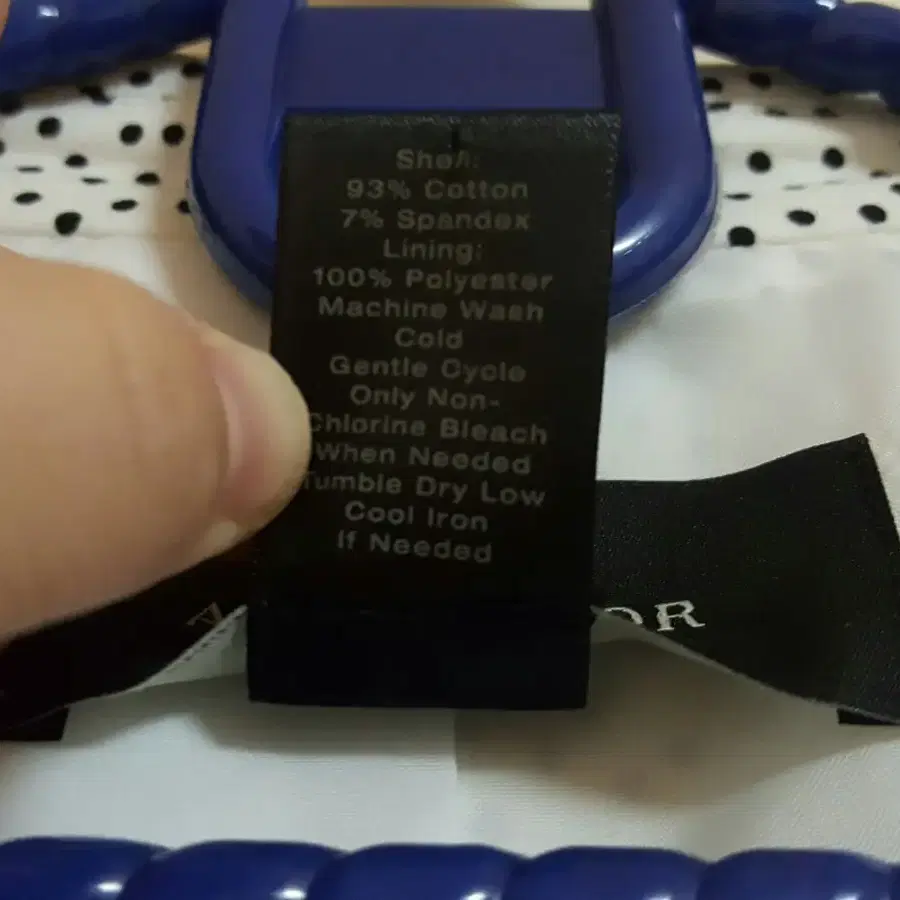 Shell:
93% Cotton
7% Spandex
Lining:
100% Polyester
Machine Wash
Cold
Gentle Cycle
Only Non-
Chlorine Bleach
When Needed
Tumble Dry Low
Cool Iron
If Needed